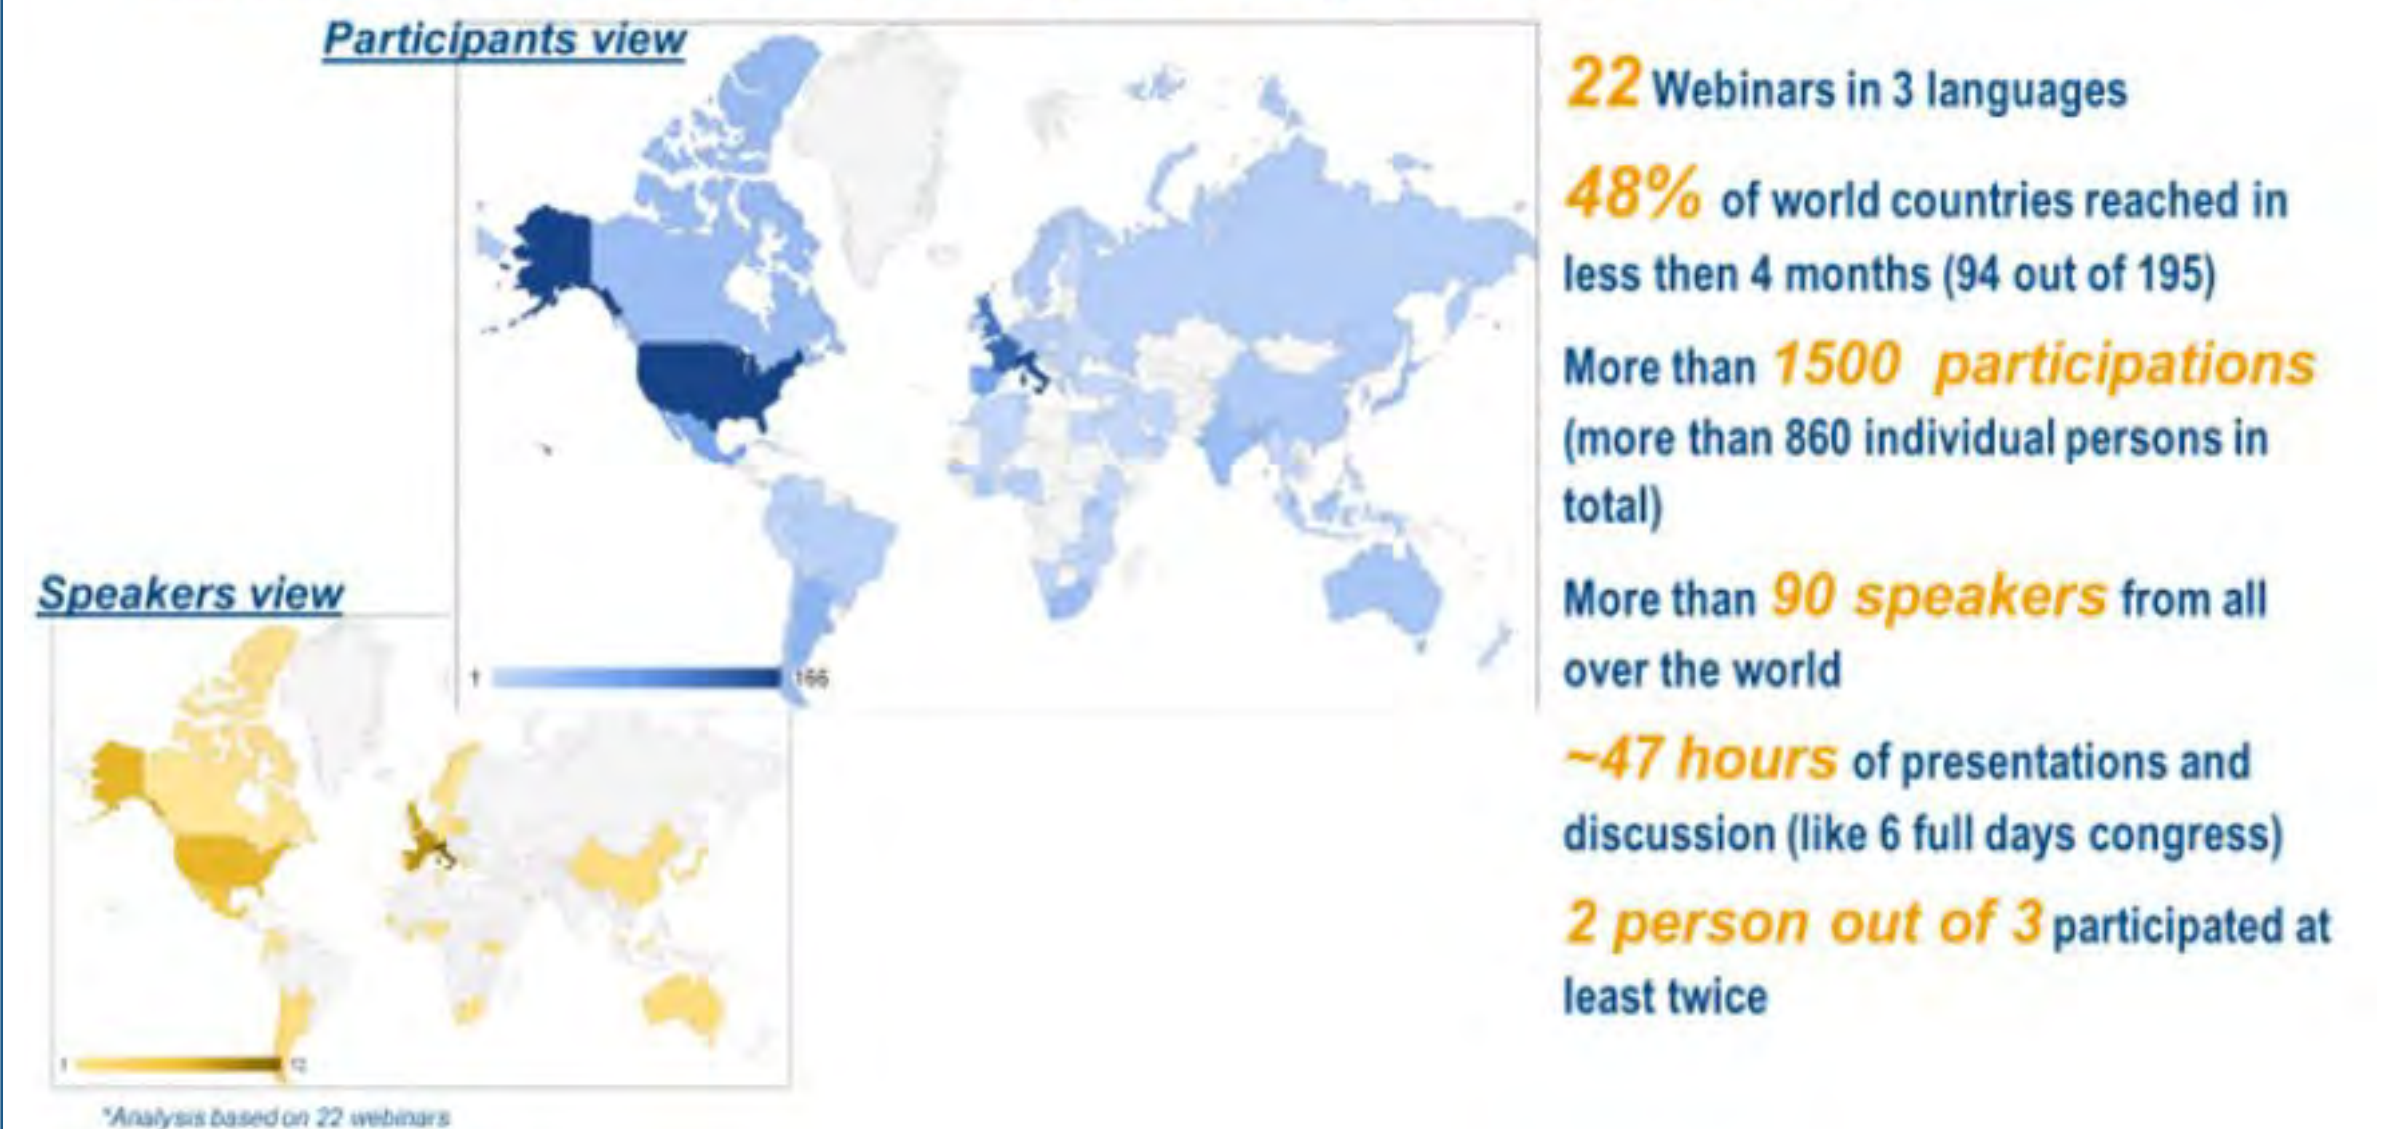 Participants view
22 Webinars in 3 languages
48% of world countries reached in
less then 4 months (94 out of 195)
More than 1500 participations
(more than 860 individual persons in
total)
More than 90 speakers from all
over the world
~47 hours of presentations and
discussion (like 6 full days congress)
2 person out of 3 participated at
least twice
1 166
Speakers view
1
*Analysis based on 22 webinars